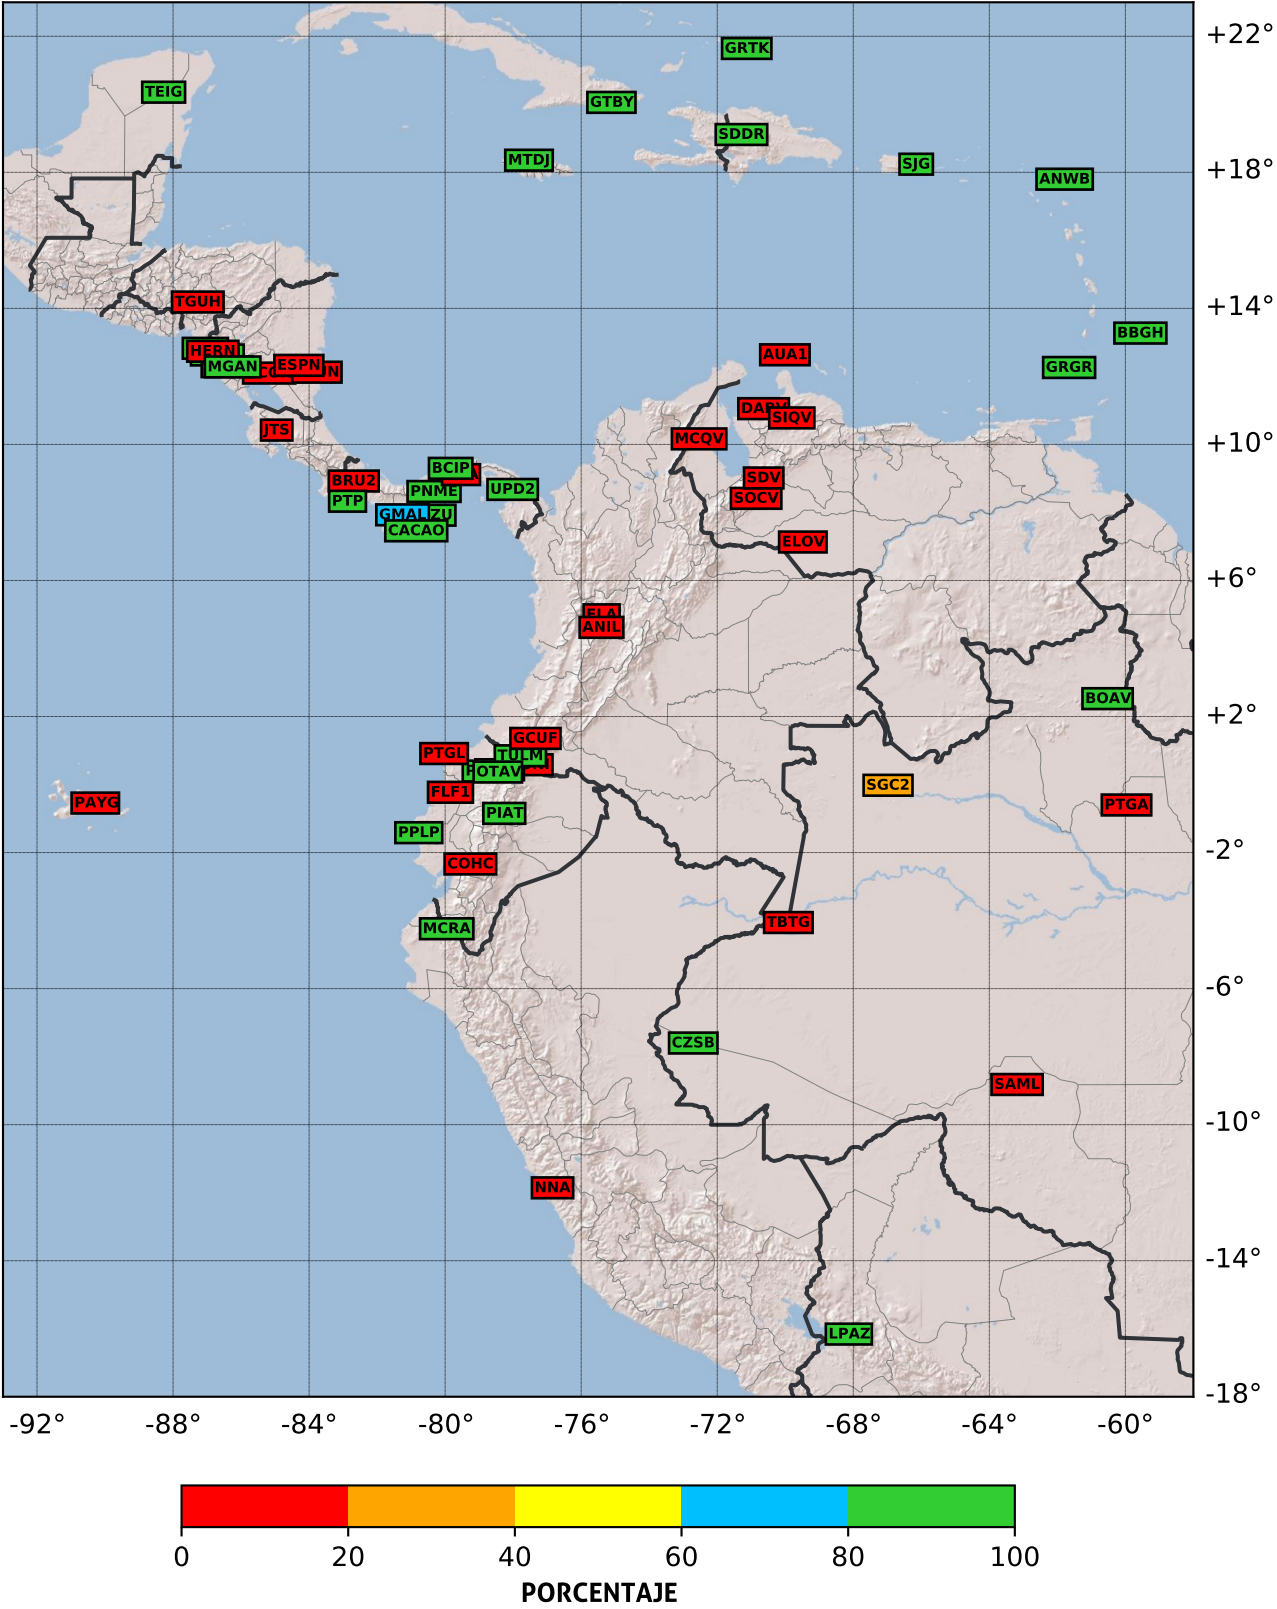 +22°
GRTK
TEIG
GTBY
SDDR
MTDJ
SJG
+18°
ANWB
TGUH
+14°
BBGH
HERN
AUA1
MGAN
ESPN
GRGR
SIQV
JTS
MCQV
+10°
BCIP
BRU2
SDV
PNME
UPD2
PTP
SOCV
GMAL
CACAO
ELOV
+6°
ANIL
BOAV
+2°
GCUF
PTGL
TULM
SGC2
FLF1
PAYG
PTGA
PIAT
PPLP
-2°
COHC
TBTG
MCRA
-6°
CZSB
SAML
-10°
NNA
-14°
LPAZ
-18°
-92° -88° -84° -80° -76° -72° -68° -64° -60°
0 20 40 60 80 100
PORCENTAJE